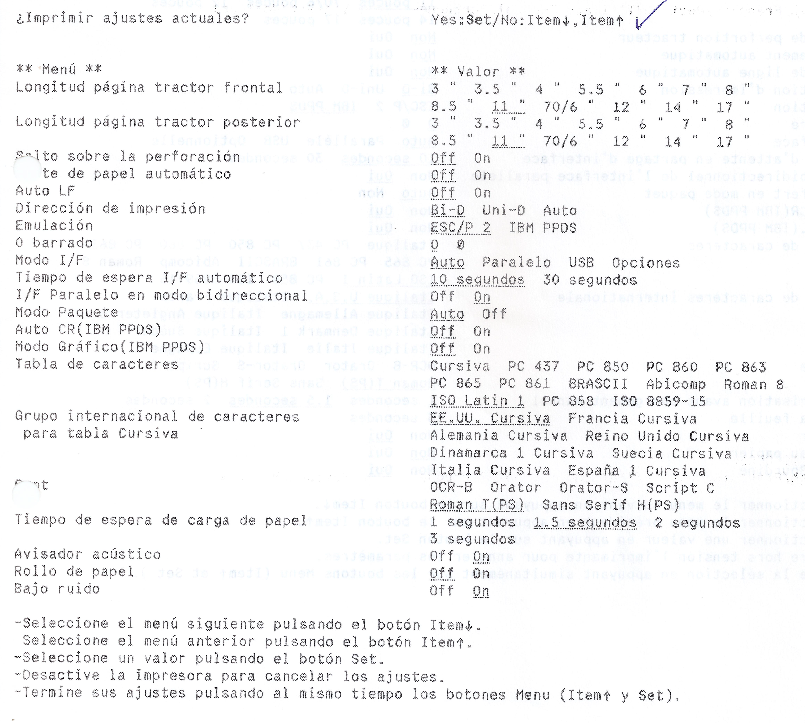 ¿Imprimir ajustes actuales? Yes:Set/No:Item↓,Item↑
** Menú ** ** Valor **
Longitud página tractor frontal 3 " 3.5 " 4 " 5.5 " 6 " 7 " 8 "
8.5 " 11 " 70/6 " 12 " 14 " 17 "
Longitud página tractor posterior 3 " 3.5 " 4 " 5.5 " 6 " 7 " 8 "
8.5 " 11 " 70/6 " 12 " 14 " 17 "
Salto sobre la perforación Off On
te de papel automático Off On
Auto LF Off On
Dirección de impresión Bi-D Uni-D Auto
Emulación ESC/P 2 IBM PPDS
0 barrado 0 0̸
Modo I/F Auto Paralelo USB Opciones
Tiempo de espera I/F automático 10 segundos 30 segundos
I/F Paralelo en modo bidireccional Off On
Modo Paquete Auto Off
Auto CR(IBM PPDS) Off On
Modo Gráfico(IBM PPDS) Off On
Tabla de caracteres Cursiva PC 437 PC 850 PC 860 PC 863
PC 865 PC 861 BRASCII Abicomp Roman 8
ISO Latin 1 PC 858 ISO 8859-15
Grupo internacional de caracteres EE.UU. Cursiva Francia Cursiva
para tabla Cursiva Alemania Cursiva Reino Unido Cursiva
Dinamarca 1 Cursiva Suecia Cursiva
Italia Cursiva España 1 Cursiva
OCR-B Orator Orator-S Script C
Roman T(PS) Sans Serif H(PS)
Tiempo de espera de carga de papel 1 segundos 1.5 segundos 2 segundos
3 segundos
Avisador acústico Off On
Rollo de papel Off On
Bajo ruido Off On
-Seleccione el menú siguiente pulsando el botón Item↓.
Seleccione el menú anterior pulsando el botón Item↑.
-Seleccione un valor pulsando el botón Set.
-Desactive la impresora para cancelar los ajustes.
-Termine sus ajustes pulsando al mismo tiempo los botones Menu (Item↑ y Set).